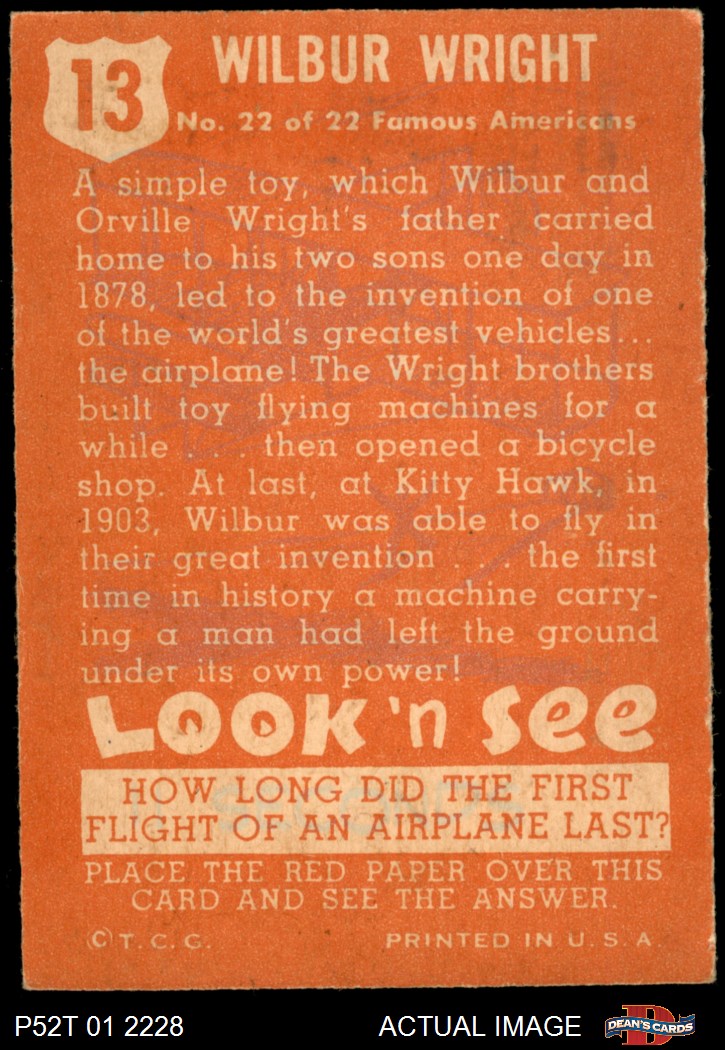 13
WILBUR WRIGHT
No. 22 of 22 Famous Americans
A simple toy, which Wilbur and
Orville Wright's father carried
home to his two sons one day in
1878, led to the invention of one
of the world's greatest vehicles...
the airplane! The Wright brothers
built toy flying machines for a
while .... then opened a bicycle
shop. At last, at Kitty Hawk, in
1903, Wilbur was able to fly in
their great invention ... the first
time in history a machine carry-
ing a man had left the ground
under its own power!
LOOK 'n SEE
HOW LONG DID THE FIRST
FLIGHT OF AN AIRPLANE LAST?
PLACE THE RED PAPER OVER THIS
CARD AND SEE THE ANSWER.
(C) T. C. G. PRINTED IN U. S. A.
P52T 01 2228 ACTUAL IMAGE DEAN'S CARDS